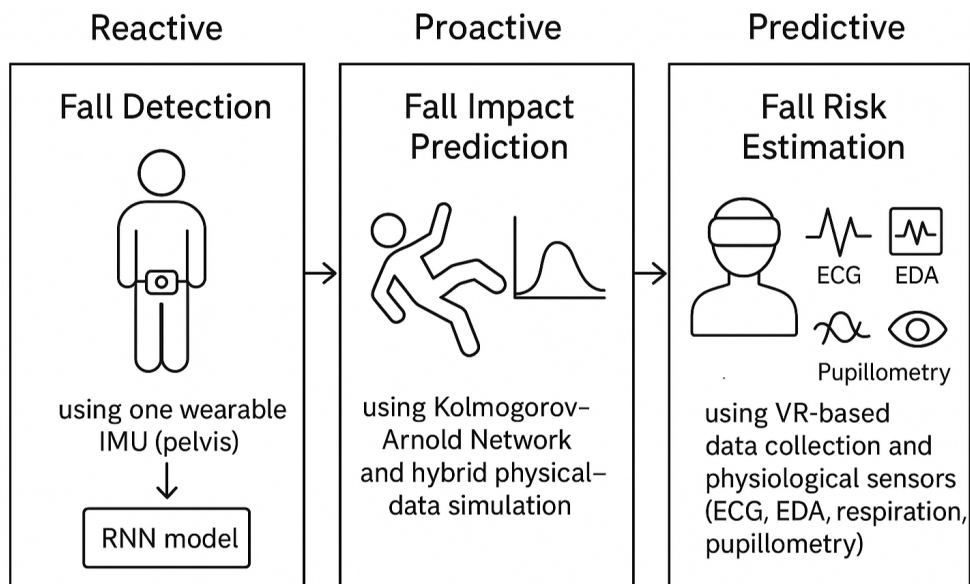 Reactive
Fall Detection
using one wearable
IMU (pelvis)
RNN model
Proactive
Fall Impact
Prediction
using Kolmogorov–
Arnold Network
and hybrid physical–
data simulation
Predictive
Fall Risk
Estimation
ECG
EDA
Pupillometry
using VR-based
data collection and
physiological sensors
(ECG, EDA, respiration,
pupillometry)